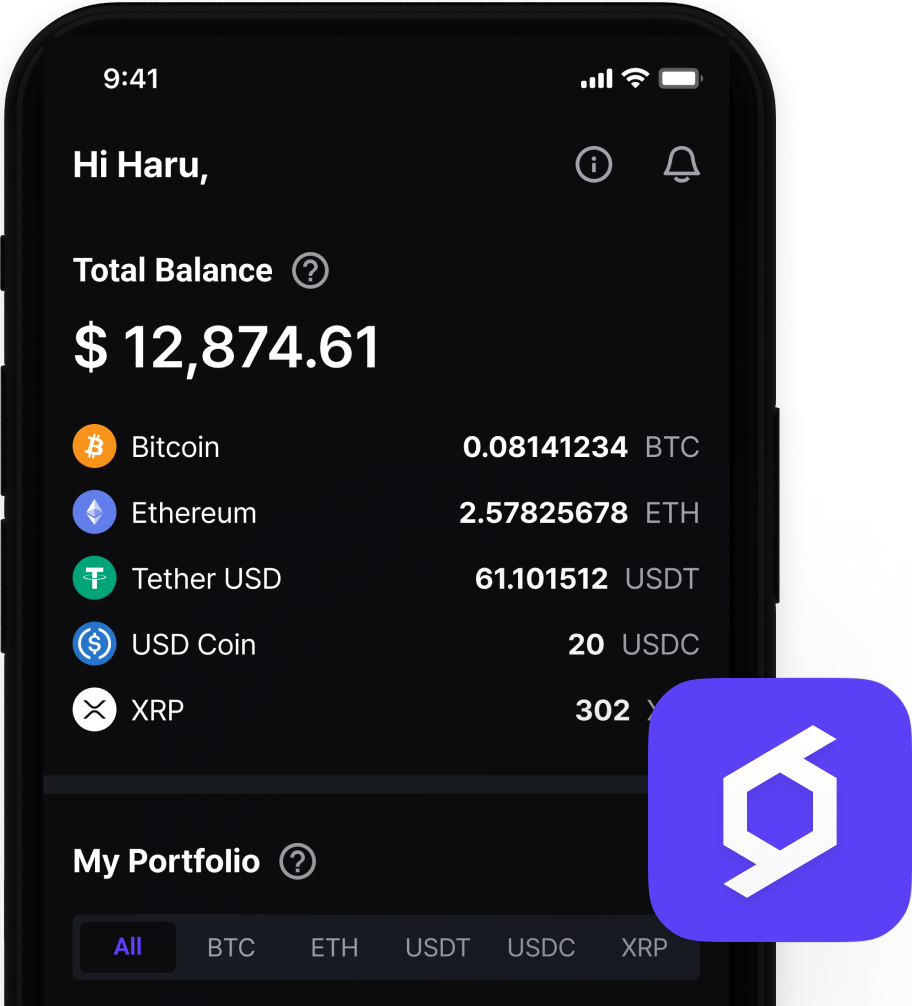 9:41
Hi Haru,
Total Balance
$ 12,874.61
Bitcoin 0.08141234 BTC
Ethereum 2.57825678 ETH
Tether USD 61.101512 USDT
USD Coin 20 USDC
XRP 302
My Portfolio
All BTC ETH USDT USDC XRP